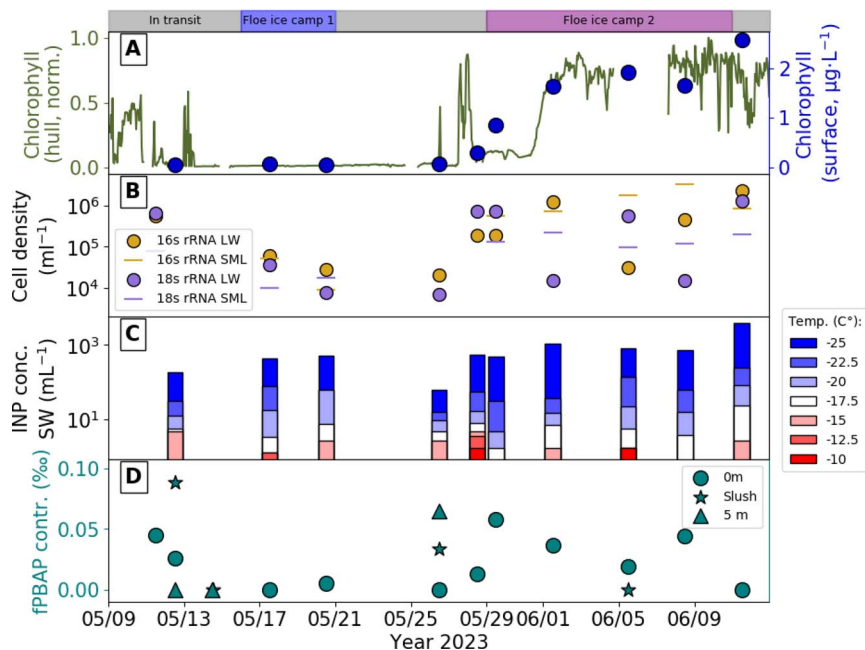 In transit
Floe ice camp 1
Floe ice camp 2
A
1.0
0.5
0.0
Chlorophyll
(hull, norm.)
2
1
0
Chlorophyll
(surface, µg·L⁻¹)
B
10⁶
10⁵
10⁴
Cell density
(ml⁻¹)
16s rRNA LW
16s rRNA SML
18s rRNA LW
18s rRNA SML
C
10³
10¹
INP conc.
SW (mL⁻¹)
Temp. (C°):
-25
-22.5
-20
-17.5
-15
-12.5
-10
D
0.10
0.05
0.00
fPBAP contr. (‰)
0m
Slush
5 m
05/09 05/13 05/17 05/21 05/25 05/29 06/01 06/05 06/09
Year 2023